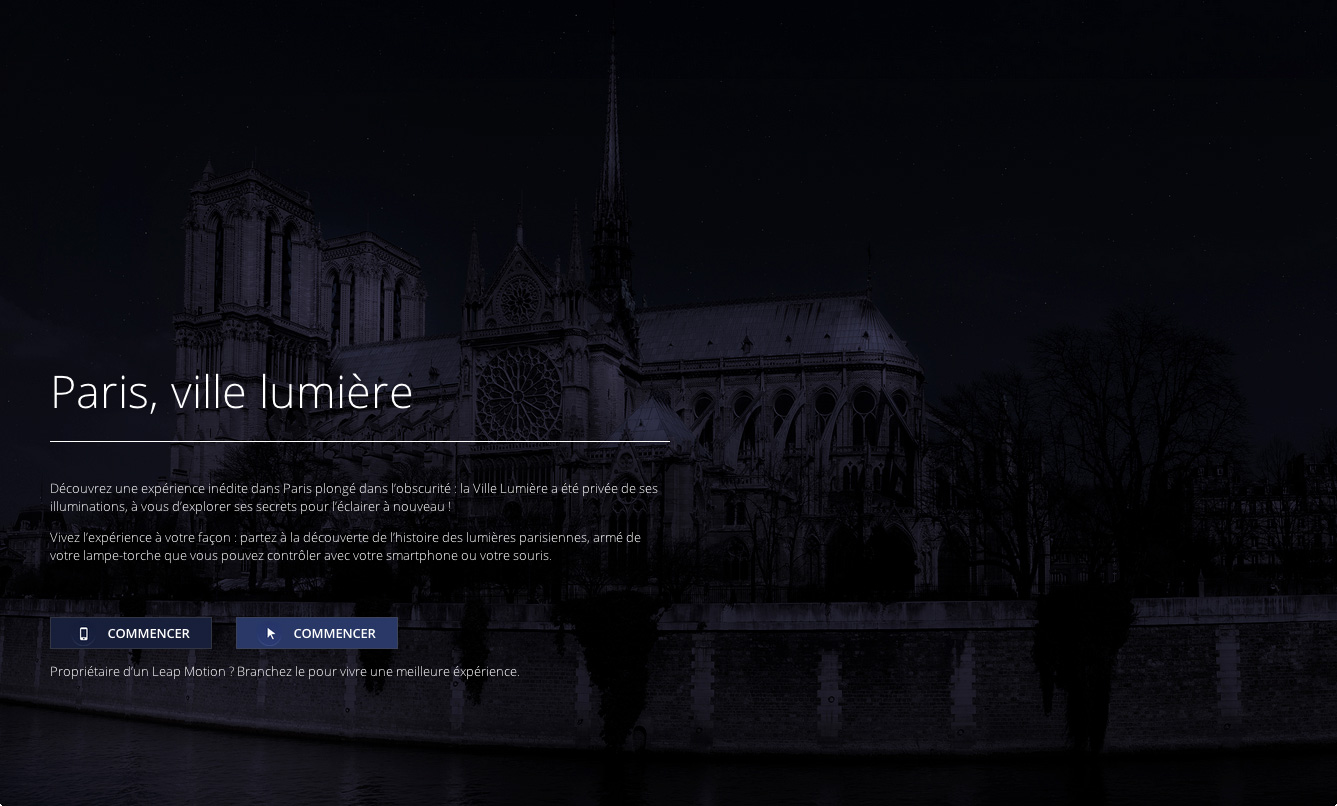 Paris, ville lumière
Découvrez une expérience inédite dans Paris plongé dans l’obscurité : la Ville Lumière a été privée de ses
illuminations, à vous d’explorer ses secrets pour l’éclairer à nouveau !
Vivez l’expérience à votre façon : partez à la découverte de l’histoire des lumières parisiennes, armé de
votre lampe-torche que vous pouvez contrôler avec votre smartphone ou votre souris.
COMMENCER COMMENCER
Propriétaire d’un Leap Motion ? Branchez le pour vivre une meilleure éxpérience.